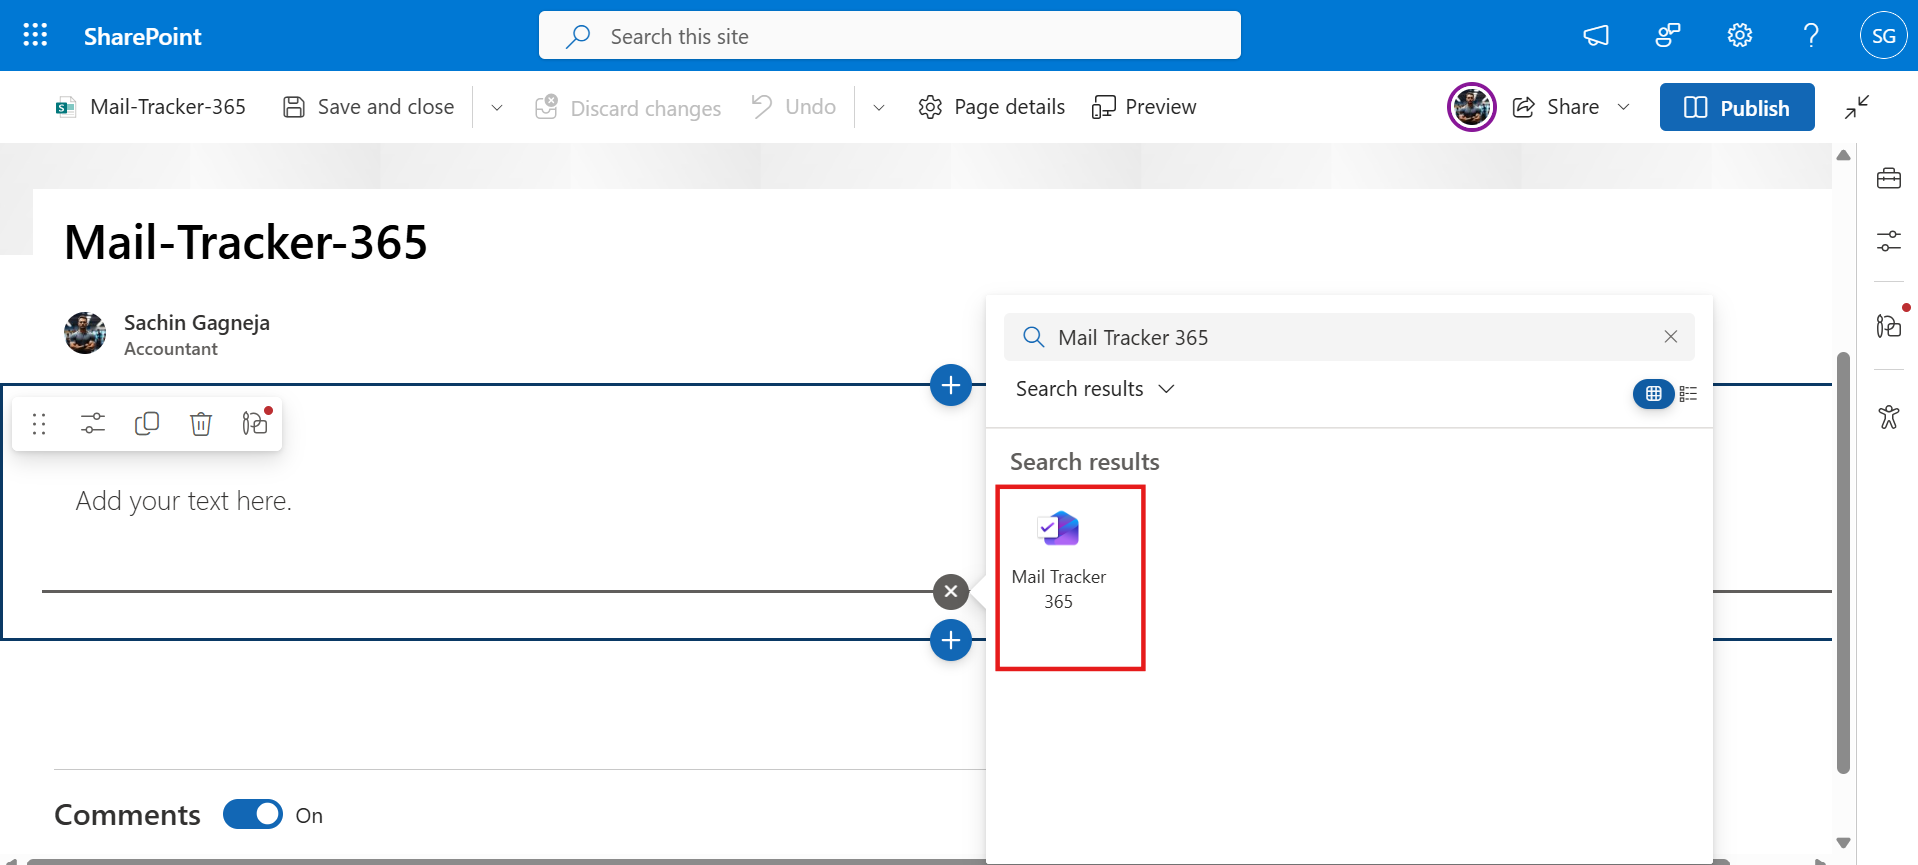 SharePoint
Search this site
SG
Mail-Tracker-365
Save and close
Discard changes
Undo
Page details
Preview
Share
Publish
Mail-Tracker-365
Sachin Gagneja
Accountant
Mail Tracker 365
Search results
Add your text here.
Search results
Mail Tracker
365
Comments
On